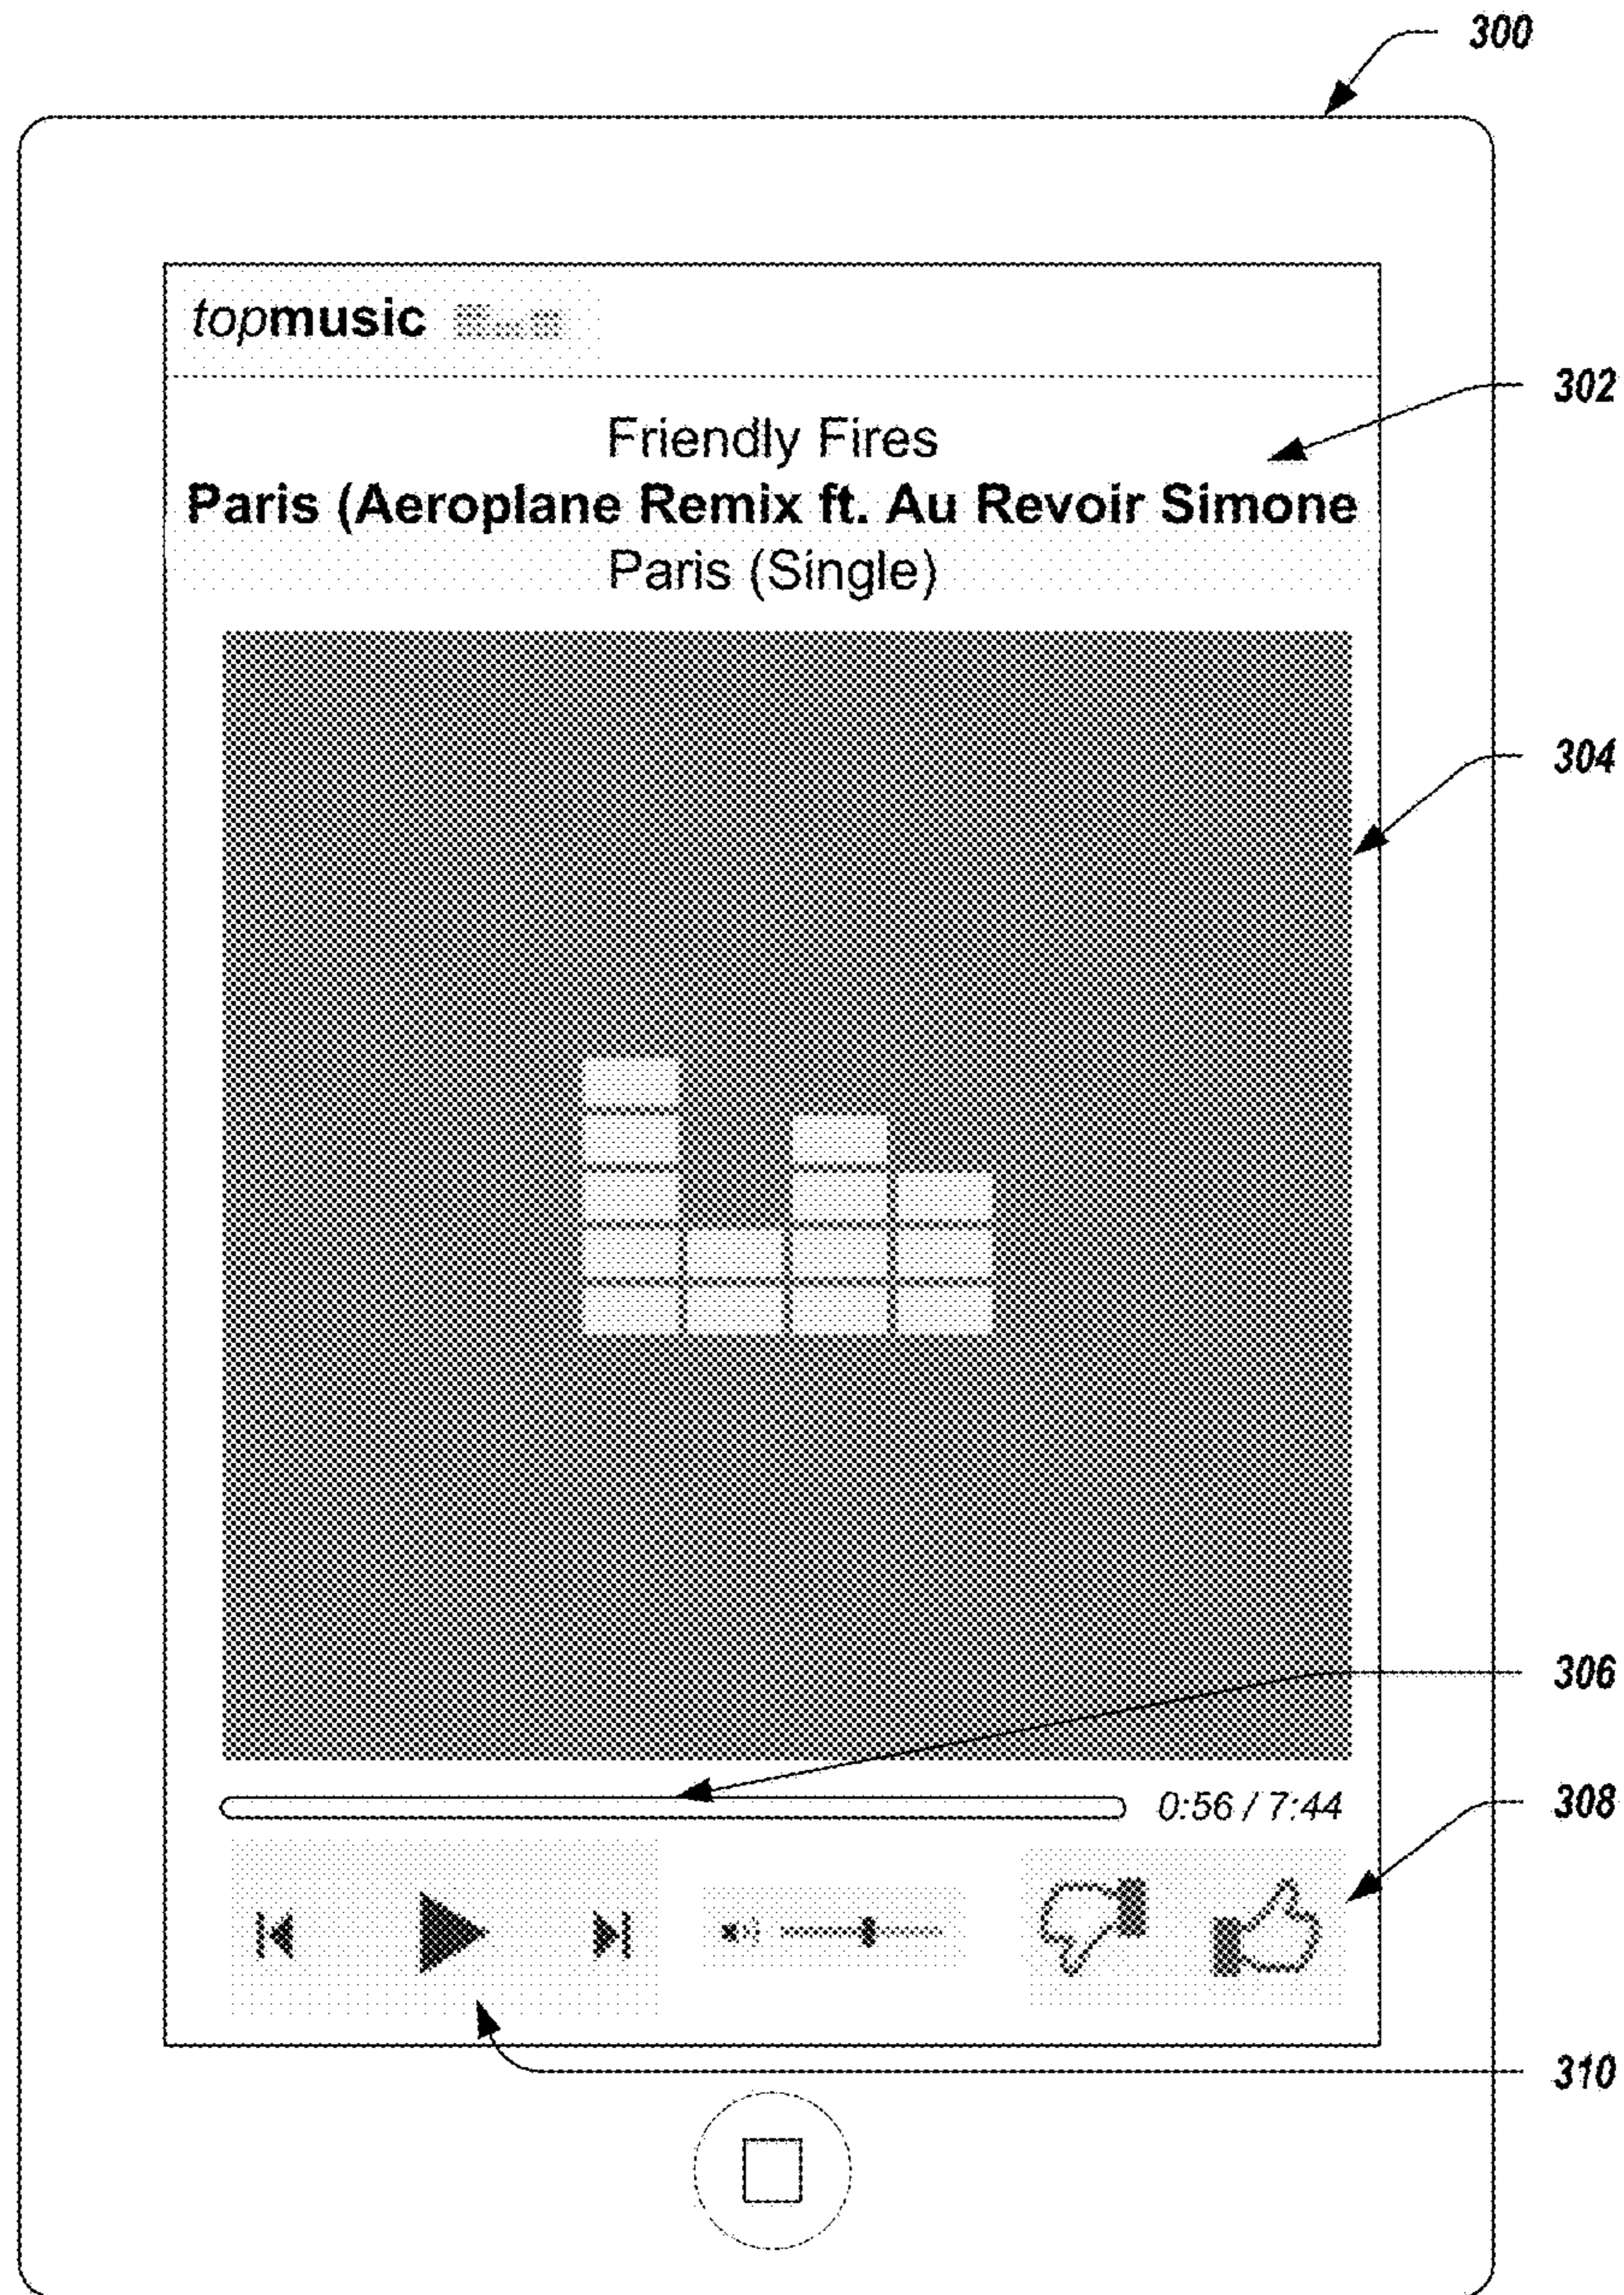 300
topmusic
302
Friendly Fires
Paris (Aeroplane Remix ft. Au Revoir Simone
Paris (Single)
304
306
0:56 / 7:44
308
310